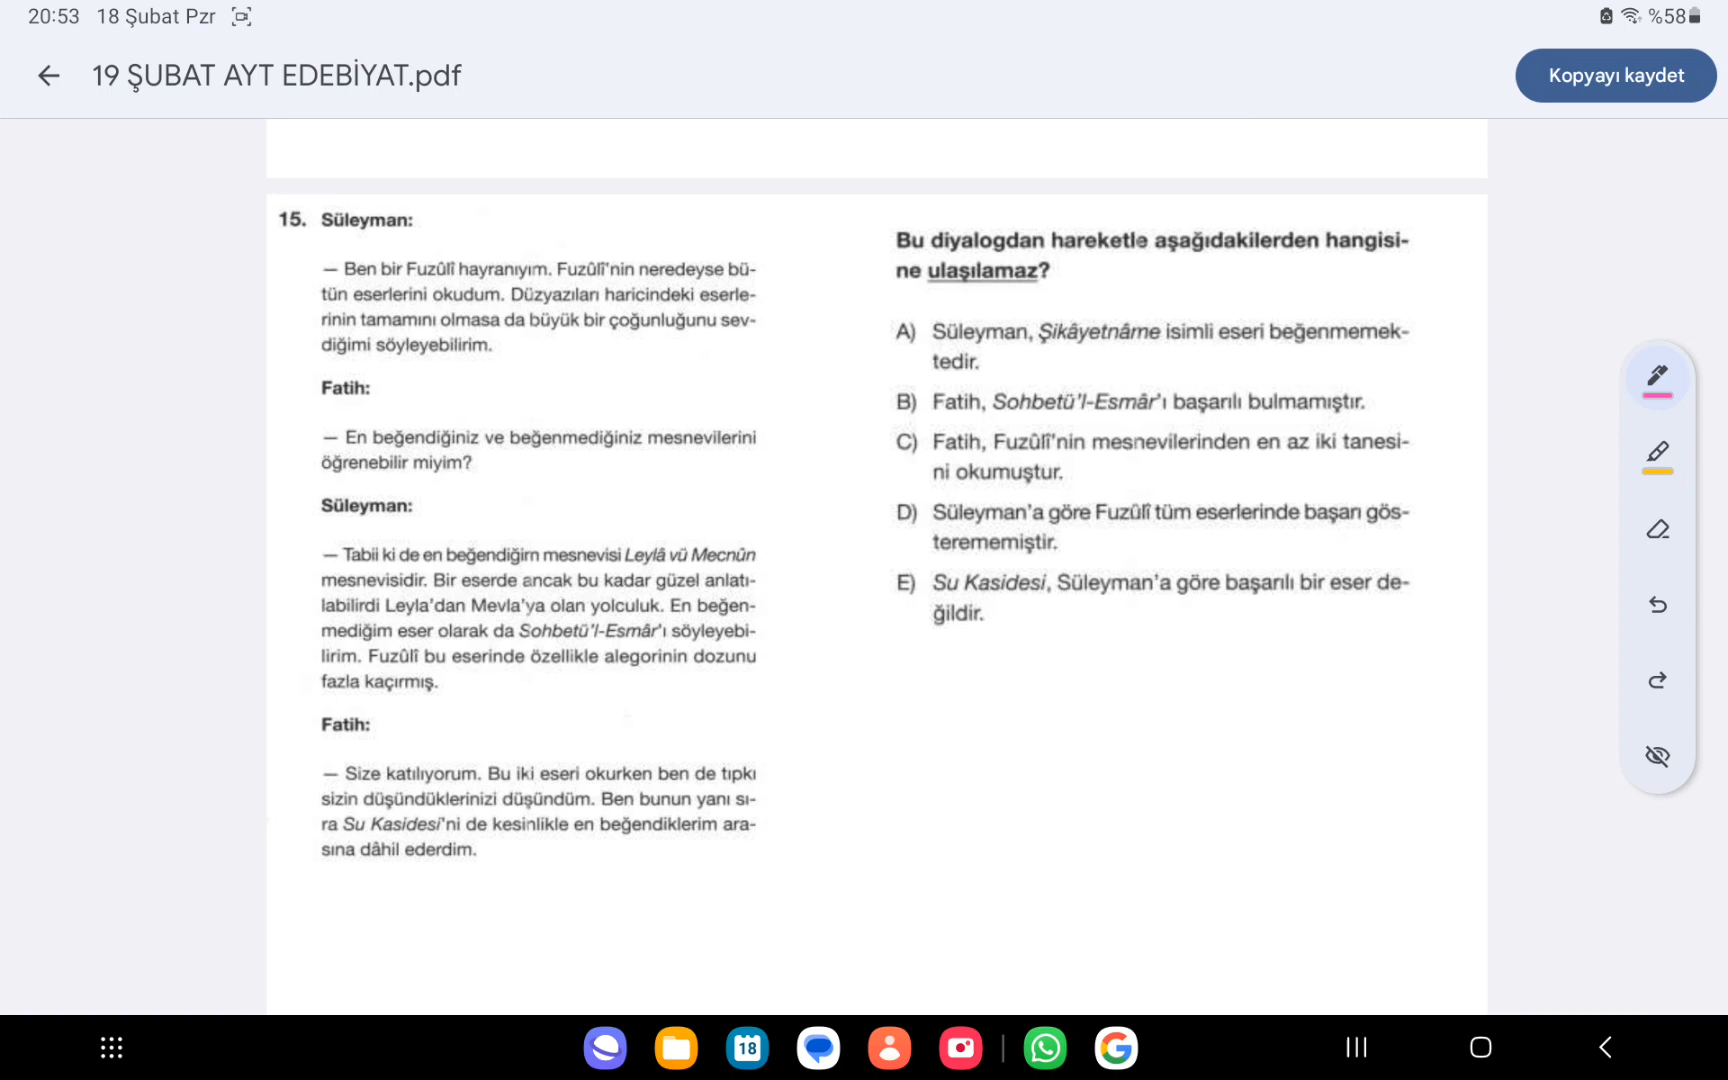 20:53 18 Şubat Pzr
%58
19 ŞUBAT AYT EDEBİYAT.pdf
Kopyayı kaydet
15. Süleyman:
— Ben bir Fuzûlî hayranıyım. Fuzûlî'nin neredeyse bü-
tün eserlerini okudum. Düzyazıları haricindeki eserle-
rinin tamamını olmasa da büyük bir çoğunluğunu sev-
diğimi söyleyebilirim.
Fatih:
— En beğendiğiniz ve beğenmediğiniz mesnevilerini
öğrenebilir miyim?
Süleyman:
— Tabii ki de en beğendiğim mesnevisi Leylâ vü Mecnûn
mesnevisidir. Bir eserde ancak bu kadar güzel anlatı-
labilirdi Leyla'dan Mevla'ya olan yolculuk. En beğen-
mediğim eser olarak da Sohbetü'l-Esmâr'ı söyleyebi-
lirim. Fuzûlî bu eserinde özellikle alegorinin dozunu
fazla kaçırmış.
Fatih:
— Size katılıyorum. Bu iki eseri okurken ben de tıpkı
sizin düşündüklerinizi düşündüm. Ben bunun yanı sı-
ra Su Kasidesi'ni de kesinlikle en beğendiklerim ara-
sına dâhil ederdim.
Bu diyalogdan hareketle aşağıdakilerden hangisi-
ne ulaşılamaz?
A) Süleyman, Şikâyetnâme isimli eseri beğenmemek-
tedir.
B) Fatih, Sohbetü'l-Esmâr'ı başarılı bulmamıştır.
C) Fatih, Fuzûlî'nin mesnevilerinden en az iki tanesi-
ni okumuştur.
D) Süleyman'a göre Fuzûlî tüm eserlerinde başarı gös-
terememiştir.
E) Su Kasidesi, Süleyman'a göre başarılı bir eser de-
ğildir.
18